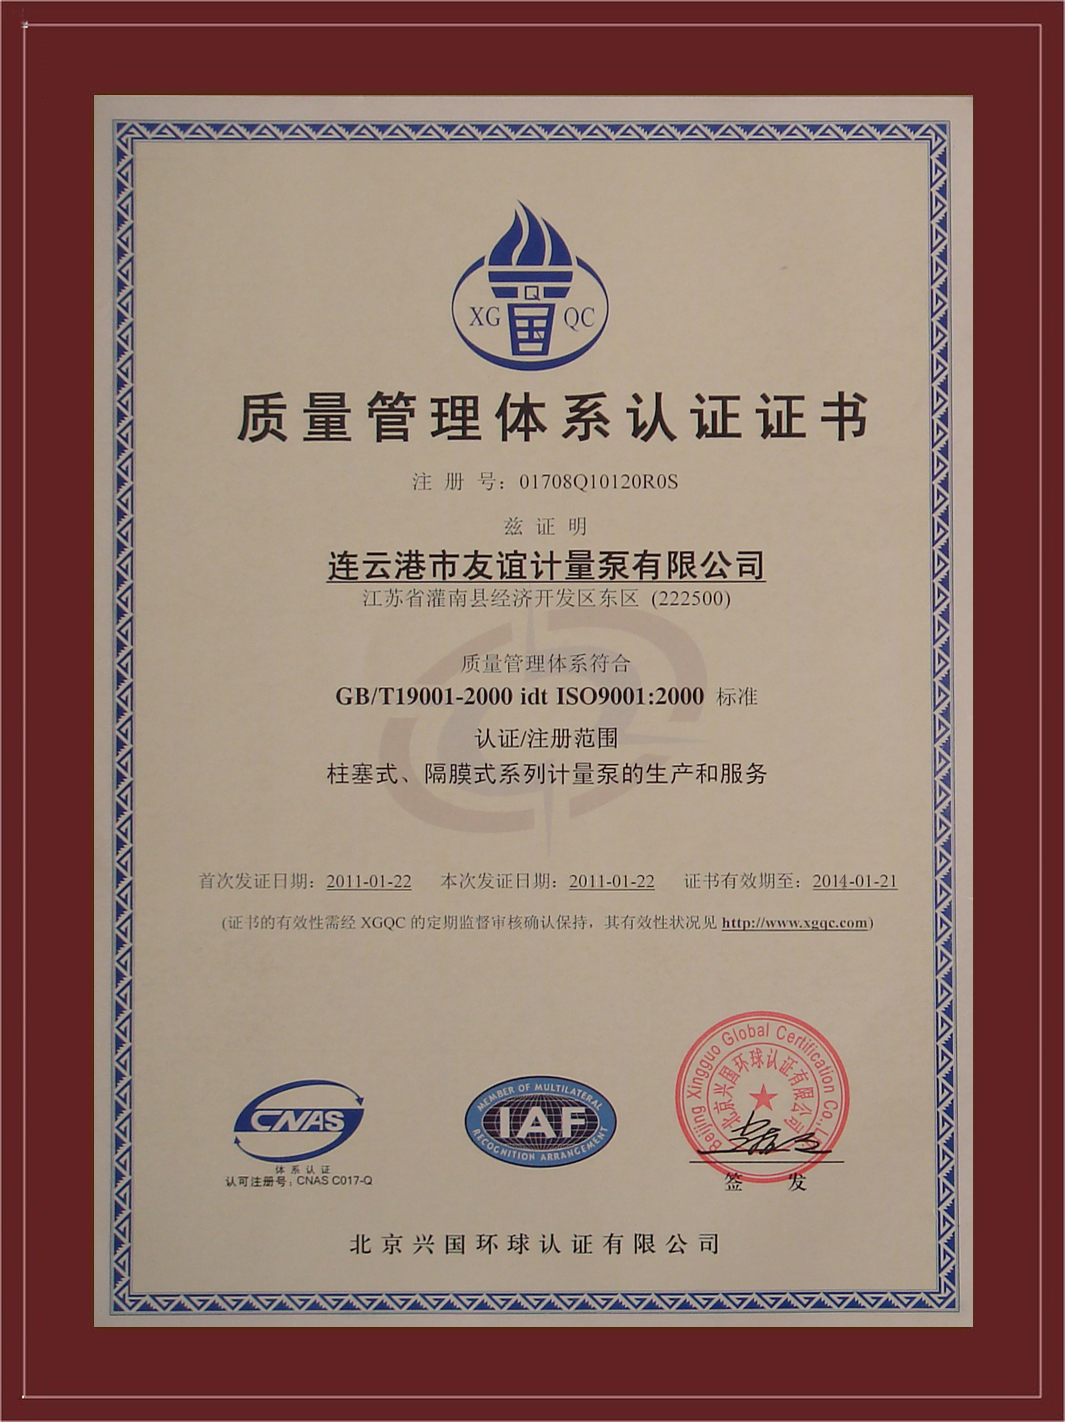 XG Q QC
国
质量管理体系认证证书
注 册 号：01708Q10120R0S
兹 证 明
连云港市友谊计量泵有限公司
江苏省灌南县经济开发区东区 (222500)
质量管理体系符合
GB/T19001-2000 idt ISO9001:2000 标准
认证/注册范围
柱塞式、隔膜式系列计量泵的生产和服务
首次发证日期：2011-01-22 本次发证日期：2011-01-22 证书有效期至：2014-01-21
(证书的有效性需经 XGQC 的定期监督审核确认保持，其有效性状况见 http://www.xgqc.com)
CNAS
体系认证
认可注册号：CNAS C017-Q
MEMBER OF MULTILATERAL
IAF
RECOGNITION ARRANGEMENT
Beijing Xingguo Global Certification Co.,
北京兴国环球认证有限公司
签 发
北京兴国环球认证有限公司